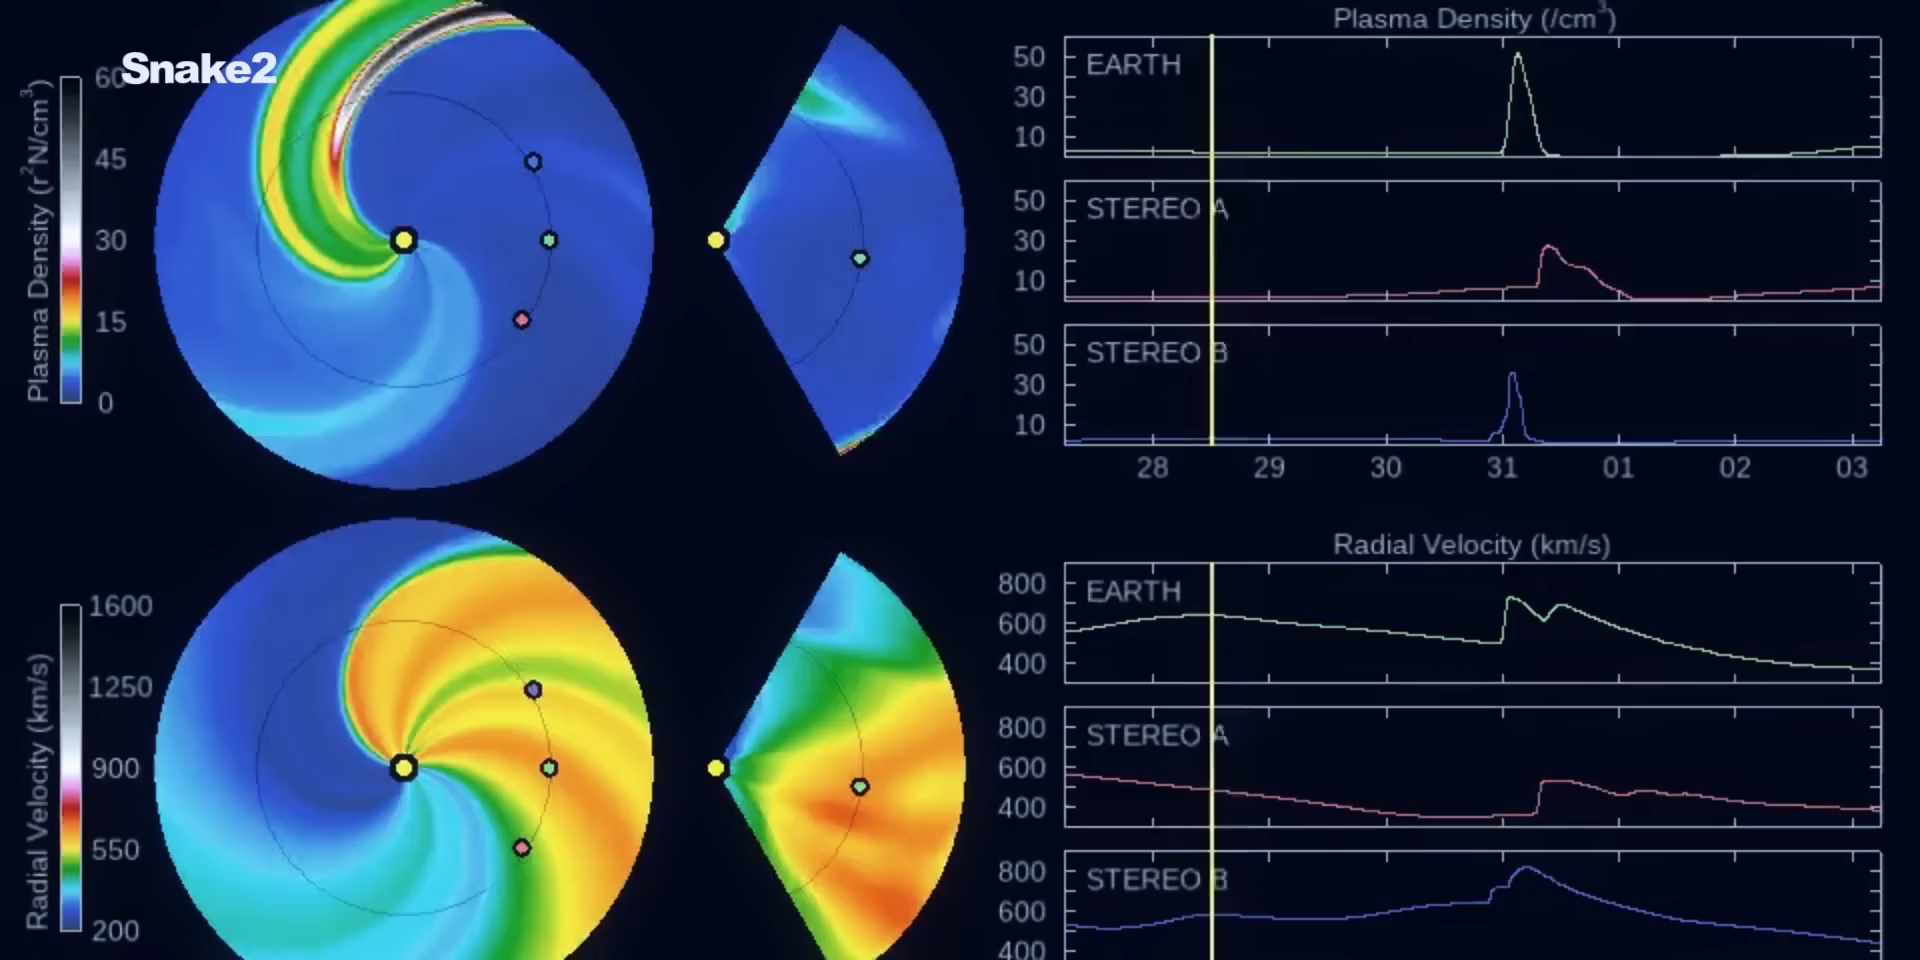 Snake2
Plasma Density (r²N/cm³)
60
45
30
15
0
Plasma Density (/cm³)
EARTH
50
30
10
STEREO A
50
30
10
STEREO B
50
30
10
28 29 30 31 01 02 03
Radial Velocity (km/s)
1600
1250
900
550
200
Radial Velocity (km/s)
EARTH
800
600
400
STEREO A
800
600
400
STEREO B
800
600
400